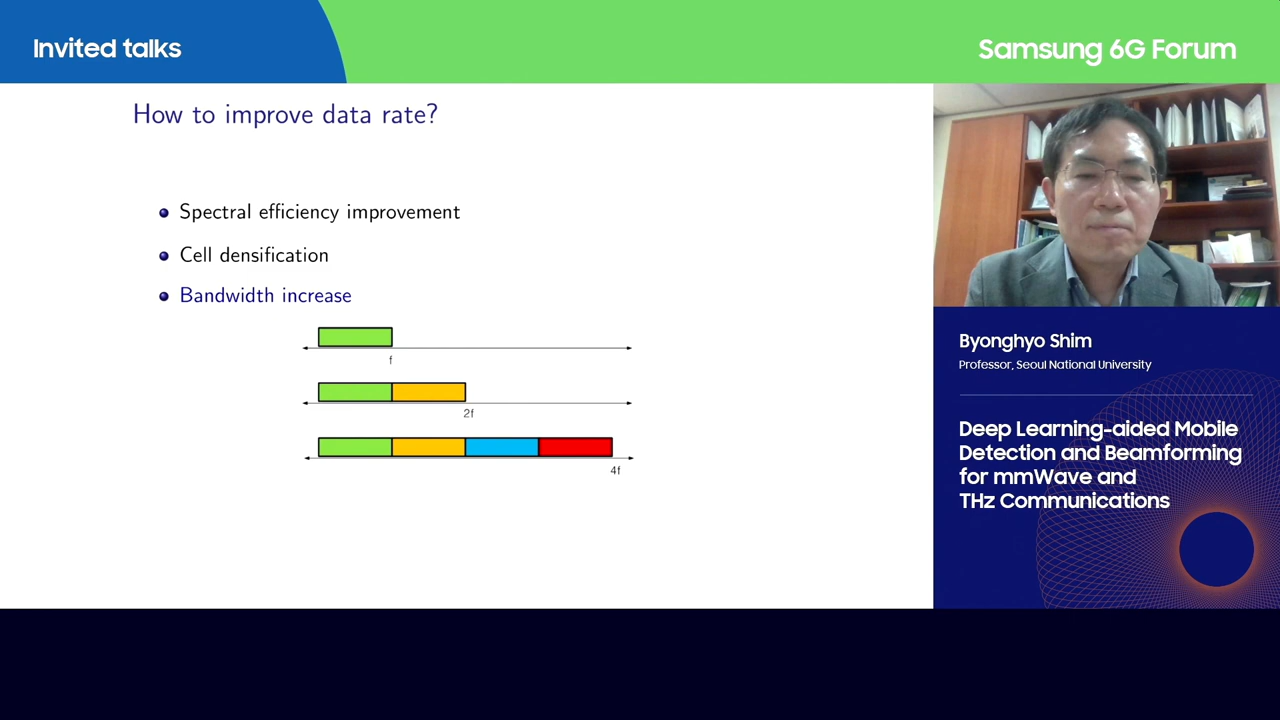 Invited talks
Samsung 6G Forum
How to improve data rate?
Spectral efficiency improvement
Cell densification
Bandwidth increase
f
2f
4f
Byonghyo Shim
Professor, Seoul National University
Deep Learning-aided Mobile
Detection and Beamforming
for mmWave and
THz Communications